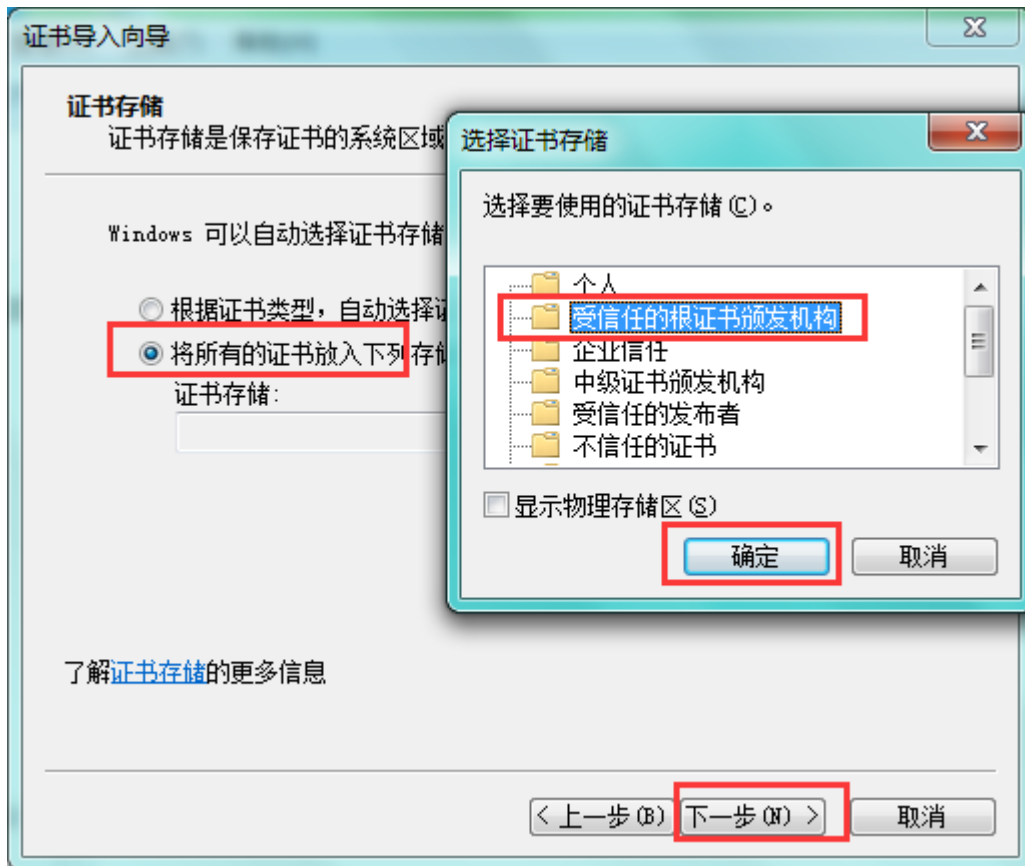 证书导入向导
证书存储
证书存储是保存证书的系统区域
Windows 可以自动选择证书存储
根据证书类型，自动选择证
将所有的证书放入下列存储
证书存储:
选择证书存储
选择要使用的证书存储(C)。
个人
受信任的根证书颁发机构
企业信任
中级证书颁发机构
受信任的发布者
不信任的证书
显示物理存储区(S)
确定
取消
了解证书存储的更多信息
< 上一步(B)
下一步(N) >
取消